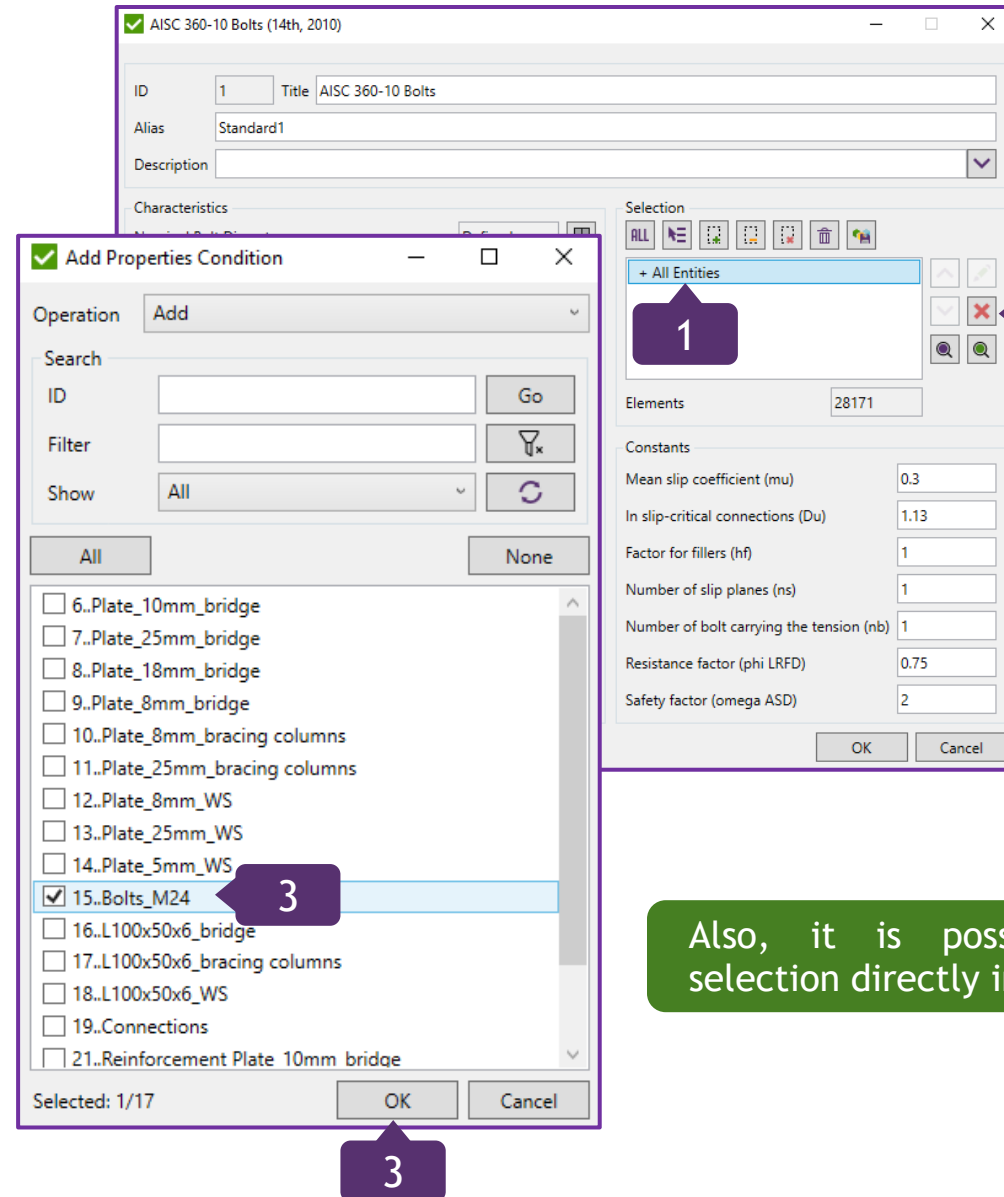 AISC 360-10 Bolts (14th, 2010)
ID 1 Title AISC 360-10 Bolts
Alias Standard1
Description
Characteristics
Selection
ALL
+ All Entities
1
Elements 28171
Constants
Mean slip coefficient (mu) 0.3
In slip-critical connections (Du) 1.13
Factor for fillers (hf) 1
Number of slip planes (ns) 1
Number of bolt carrying the tension (nb) 1
Resistance factor (phi LRFD) 0.75
Safety factor (omega ASD) 2
OK Cancel
Add Properties Condition
Operation Add
Search
ID Go
Filter
Show All
All None
6..Plate_10mm_bridge
7..Plate_25mm_bridge
8..Plate_18mm_bridge
9..Plate_8mm_bridge
10..Plate_8mm_bracing columns
11..Plate_25mm_bracing columns
12..Plate_8mm_WS
13..Plate_25mm_WS
14..Plate_5mm_WS
15..Bolts_M24
3
16..L100x50x6_bridge
17..L100x50x6_bracing columns
18..L100x50x6_WS
19..Connections
21..Reinforcement Plate_10mm_bridge
Selected: 1/17 OK Cancel
3
Also, it is poss
selection directly i